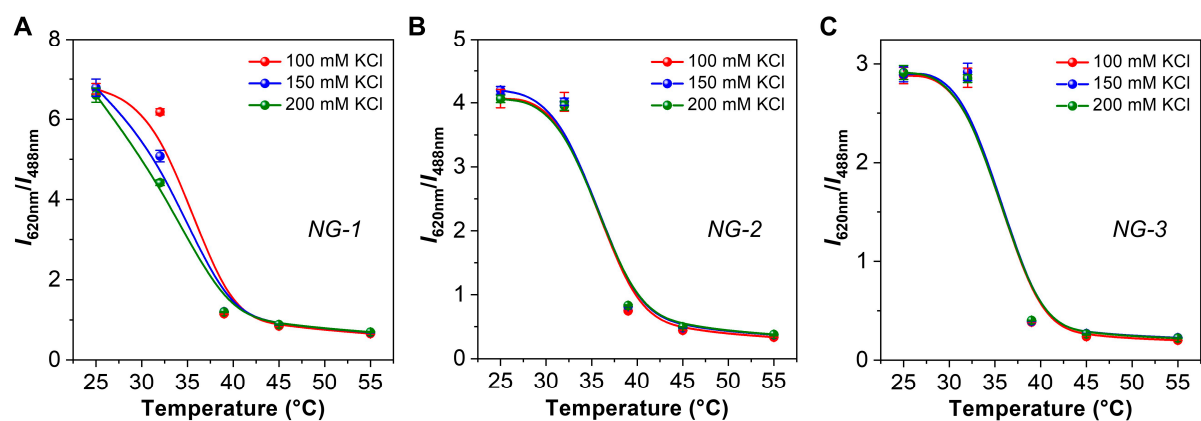 A
8
6
4
2
0
I620nm/I488nm
100 mM KCl
150 mM KCl
200 mM KCl
NG-1
25 30 35 40 45 50 55
Temperature (°C)
B
5
4
3
2
1
0
I620nm/I488nm
100 mM KCl
150 mM KCl
200 mM KCl
NG-2
25 30 35 40 45 50 55
Temperature (°C)
C
3
2
1
0
I620nm/I488nm
100 mM KCl
150 mM KCl
200 mM KCl
NG-3
25 30 35 40 45 50 55
Temperature (°C)